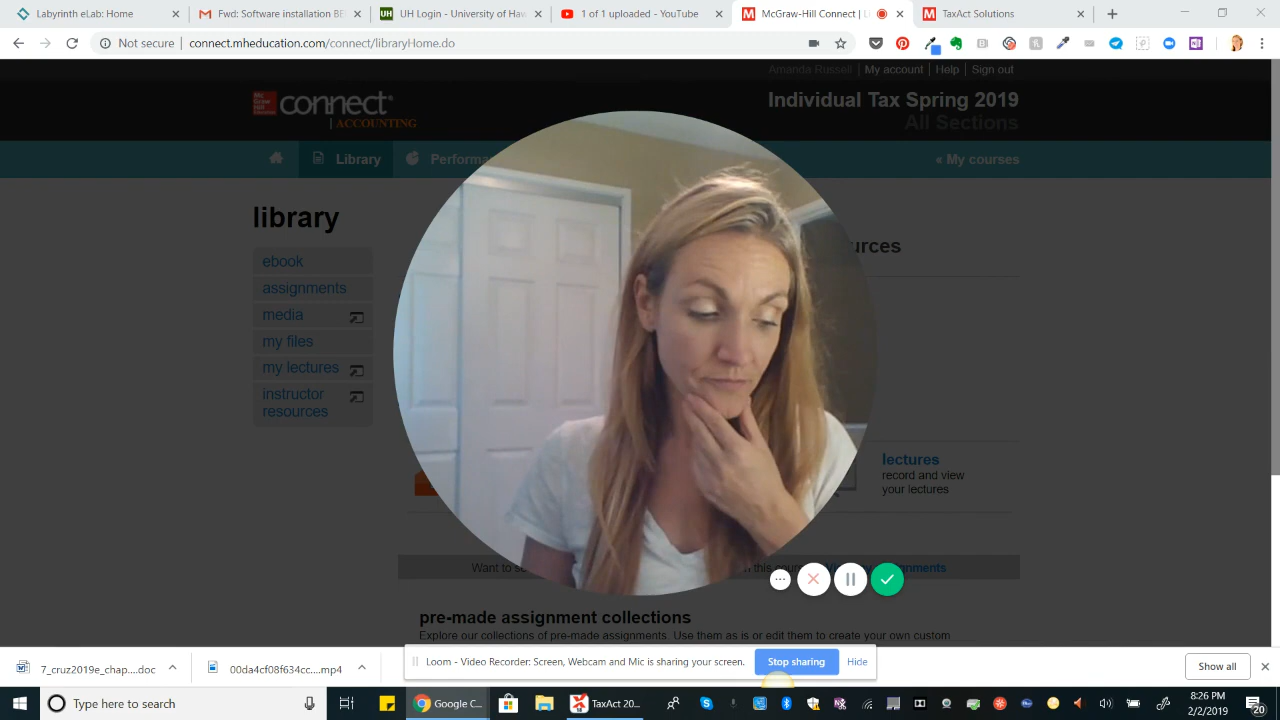 Labyrinth eLab: Home
Fwd: Software installation BE
UH Login - University of Haw
1 of 1 uploaded - YouTube
McGraw-Hill Connect | L
TaxAct Solutions
Not secure | connect.mheducation.com/connect/libraryHome.do
Amanda Russell | My account | Help | Sign out
Mc Graw Hill Education connect®
| ACCOUNTING
Individual Tax Spring 2019
All Sections
Library
Performa
« My courses
library
ebook
assignments
media
my files
my lectures
instructor
resources
urces
lectures
record and view
your lectures
Want to
this cou
pre-made assignment collections
Explore our collections of pre-made assignments. Use them as is or edit them to create your own custom
Loom - Video Recorder: Screen, Webcam and Mic is sharing your screen.
Stop sharing
Hide
7_cruz2019e_chap....doc
00da4cf08f634cc....mp4
Show all
Type here to search
Google C...
TaxAct 20...
8:26 PM
2/2/2019
20